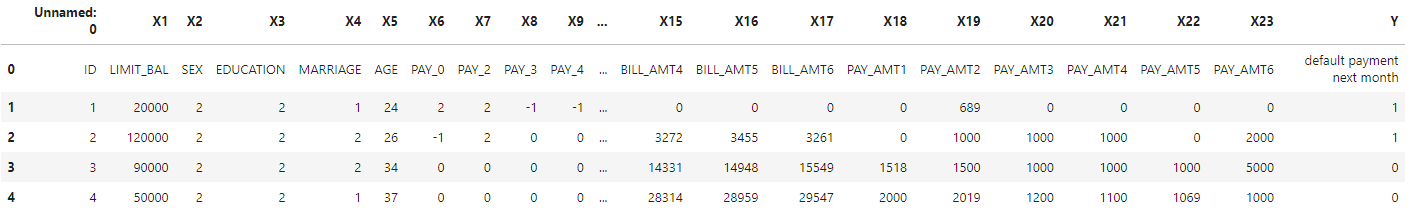 Unnamed: 0 X1 X2 X3 X4 X5 X6 X7 X8 X9 ... X15 X16 X17 X18 X19 X20 X21 X22 X23 Y
0 ID LIMIT_BAL SEX EDUCATION MARRIAGE AGE PAY_0 PAY_2 PAY_3 PAY_4 ... BILL_AMT4 BILL_AMT5 BILL_AMT6 PAY_AMT1 PAY_AMT2 PAY_AMT3 PAY_AMT4 PAY_AMT5 PAY_AMT6 default payment next month
1 1 20000 2 2 1 24 2 2 -1 -1 ... 0 0 0 0 689 0 0 0 0 1
2 2 120000 2 2 2 26 -1 2 0 0 ... 3272 3455 3261 0 1000 1000 1000 0 2000 1
3 3 90000 2 2 2 34 0 0 0 0 ... 14331 14948 15549 1518 1500 1000 1000 1000 5000 0
4 4 50000 2 2 1 37 0 0 0 0 ... 28314 28959 29547 2000 2019 1200 1100 1069 1000 0